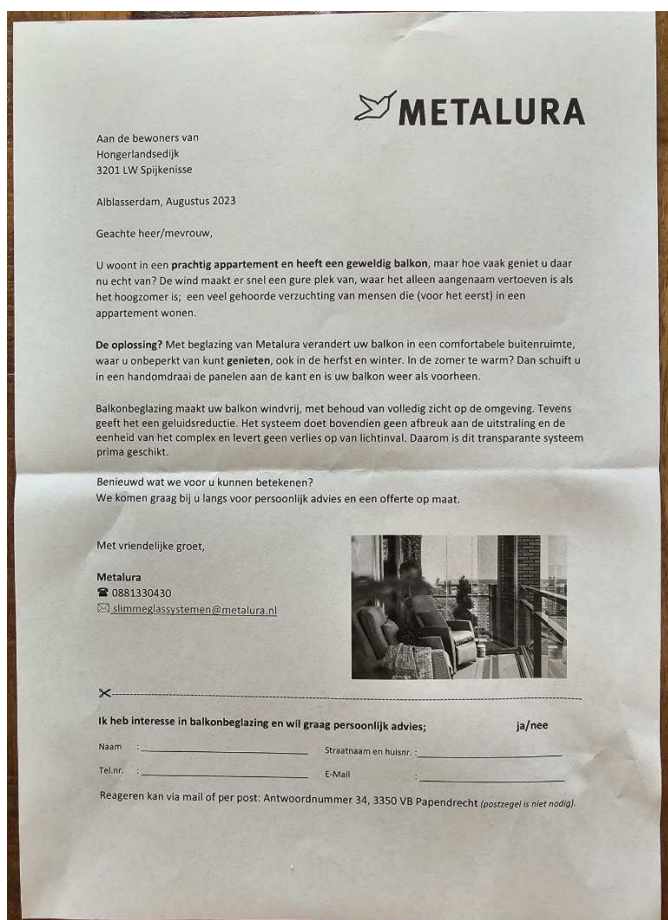 METALURA
Aan de bewoners van
Hongerlandsedijk
3201 LW Spijkenisse
Alblasserdam, Augustus 2023
Geachte heer/mevrouw,
U woont in een prachtig appartement en heeft een geweldig balkon, maar hoe vaak geniet u daar
nu echt van? De wind maakt er snel een gure plek van, waar het alleen aangenaam vertoeven is als
het hoogzomer is; een veel gehoorde verzuchting van mensen die (voor het eerst) in een
appartement wonen.
De oplossing? Met beglazing van Metalura verandert uw balkon in een comfortabele buitenruimte,
waar u onbeperkt van kunt genieten, ook in de herfst en winter. In de zomer te warm? Dan schuift u
in een handomdraai de panelen aan de kant en is uw balkon weer als voorheen.
Balkonbeglazing maakt uw balkon windvrij, met behoud van volledig zicht op de omgeving. Tevens
geeft het een geluidsreductie. Het systeem doet bovendien geen afbreuk aan de uitstraling en de
eenheid van het complex en levert geen verlies op van lichtinval. Daarom is dit transparante systeem
prima geschikt.
Benieuwd wat we voor u kunnen betekenen?
We komen graag bij u langs voor persoonlijk advies en een offerte op maat.
Met vriendelijke groet,
Metalura
☎ 0881330430
✉ slimmeglassystemen@metalura.nl
Ik heb interesse in balkonbeglazing en wil graag persoonlijk advies; ja/nee
Naam : Straatnaam en huisnr. :
Tel.nr. : E-Mail :
Reageren kan via mail of per post: Antwoordnummer 34, 3350 VB Papendrecht (postzegel is niet nodig).